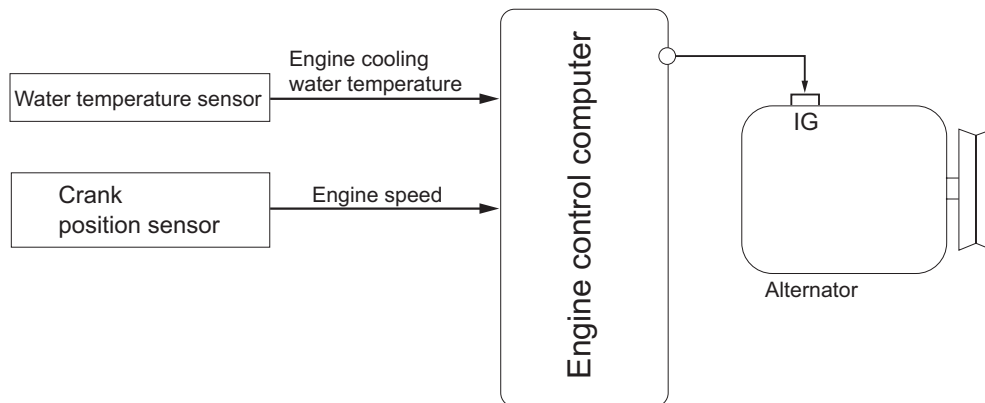 Engine cooling
water temperature
Water temperature sensor
Crank
position sensor
Engine speed
Engine control computer
IG
Alternator